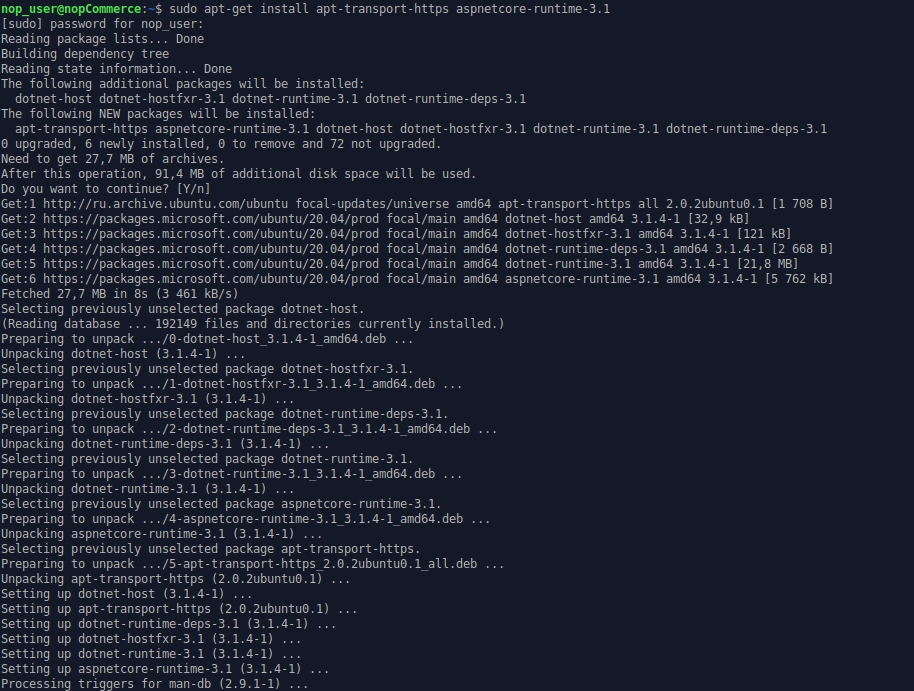 nop_user@nopCommerce:~$ sudo apt-get install apt-transport-https aspnetcore-runtime-3.1
[sudo] password for nop_user:
Reading package lists... Done
Building dependency tree
Reading state information... Done
The following additional packages will be installed:
  dotnet-host dotnet-hostfxr-3.1 dotnet-runtime-3.1 dotnet-runtime-deps-3.1
The following NEW packages will be installed:
  apt-transport-https aspnetcore-runtime-3.1 dotnet-host dotnet-hostfxr-3.1 dotnet-runtime-3.1 dotnet-runtime-deps-3.1
0 upgraded, 6 newly installed, 0 to remove and 72 not upgraded.
Need to get 27,7 MB of archives.
After this operation, 91,4 MB of additional disk space will be used.
Do you want to continue? [Y/n]
Get:1 http://ru.archive.ubuntu.com/ubuntu focal-updates/universe amd64 apt-transport-https all 2.0.2ubuntu0.1 [1 708 B]
Get:2 https://packages.microsoft.com/ubuntu/20.04/prod focal/main amd64 dotnet-host amd64 3.1.4-1 [32,9 kB]
Get:3 https://packages.microsoft.com/ubuntu/20.04/prod focal/main amd64 dotnet-hostfxr-3.1 amd64 3.1.4-1 [121 kB]
Get:4 https://packages.microsoft.com/ubuntu/20.04/prod focal/main amd64 dotnet-runtime-deps-3.1 amd64 3.1.4-1 [2 668 B]
Get:5 https://packages.microsoft.com/ubuntu/20.04/prod focal/main amd64 dotnet-runtime-3.1 amd64 3.1.4-1 [21,8 MB]
Get:6 https://packages.microsoft.com/ubuntu/20.04/prod focal/main amd64 aspnetcore-runtime-3.1 amd64 3.1.4-1 [5 762 kB]
Fetched 27,7 MB in 8s (3 461 kB/s)
Selecting previously unselected package dotnet-host.
(Reading database ... 192149 files and directories currently installed.)
Preparing to unpack .../0-dotnet-host_3.1.4-1_amd64.deb ...
Unpacking dotnet-host (3.1.4-1) ...
Selecting previously unselected package dotnet-hostfxr-3.1.
Preparing to unpack .../1-dotnet-hostfxr-3.1_3.1.4-1_amd64.deb ...
Unpacking dotnet-hostfxr-3.1 (3.1.4-1) ...
Selecting previously unselected package dotnet-runtime-deps-3.1.
Preparing to unpack .../2-dotnet-runtime-deps-3.1_3.1.4-1_amd64.deb ...
Unpacking dotnet-runtime-deps-3.1 (3.1.4-1) ...
Selecting previously unselected package dotnet-runtime-3.1.
Preparing to unpack .../3-dotnet-runtime-3.1_3.1.4-1_amd64.deb ...
Unpacking dotnet-runtime-3.1 (3.1.4-1) ...
Selecting previously unselected package aspnetcore-runtime-3.1.
Preparing to unpack .../4-aspnetcore-runtime-3.1_3.1.4-1_amd64.deb ...
Unpacking aspnetcore-runtime-3.1 (3.1.4-1) ...
Selecting previously unselected package apt-transport-https.
Preparing to unpack .../5-apt-transport-https_2.0.2ubuntu0.1_all.deb ...
Unpacking apt-transport-https (2.0.2ubuntu0.1) ...
Setting up dotnet-host (3.1.4-1) ...
Setting up apt-transport-https (2.0.2ubuntu0.1) ...
Setting up dotnet-runtime-deps-3.1 (3.1.4-1) ...
Setting up dotnet-hostfxr-3.1 (3.1.4-1) ...
Setting up dotnet-runtime-3.1 (3.1.4-1) ...
Setting up aspnetcore-runtime-3.1 (3.1.4-1) ...
Processing triggers for man-db (2.9.1-1) ...